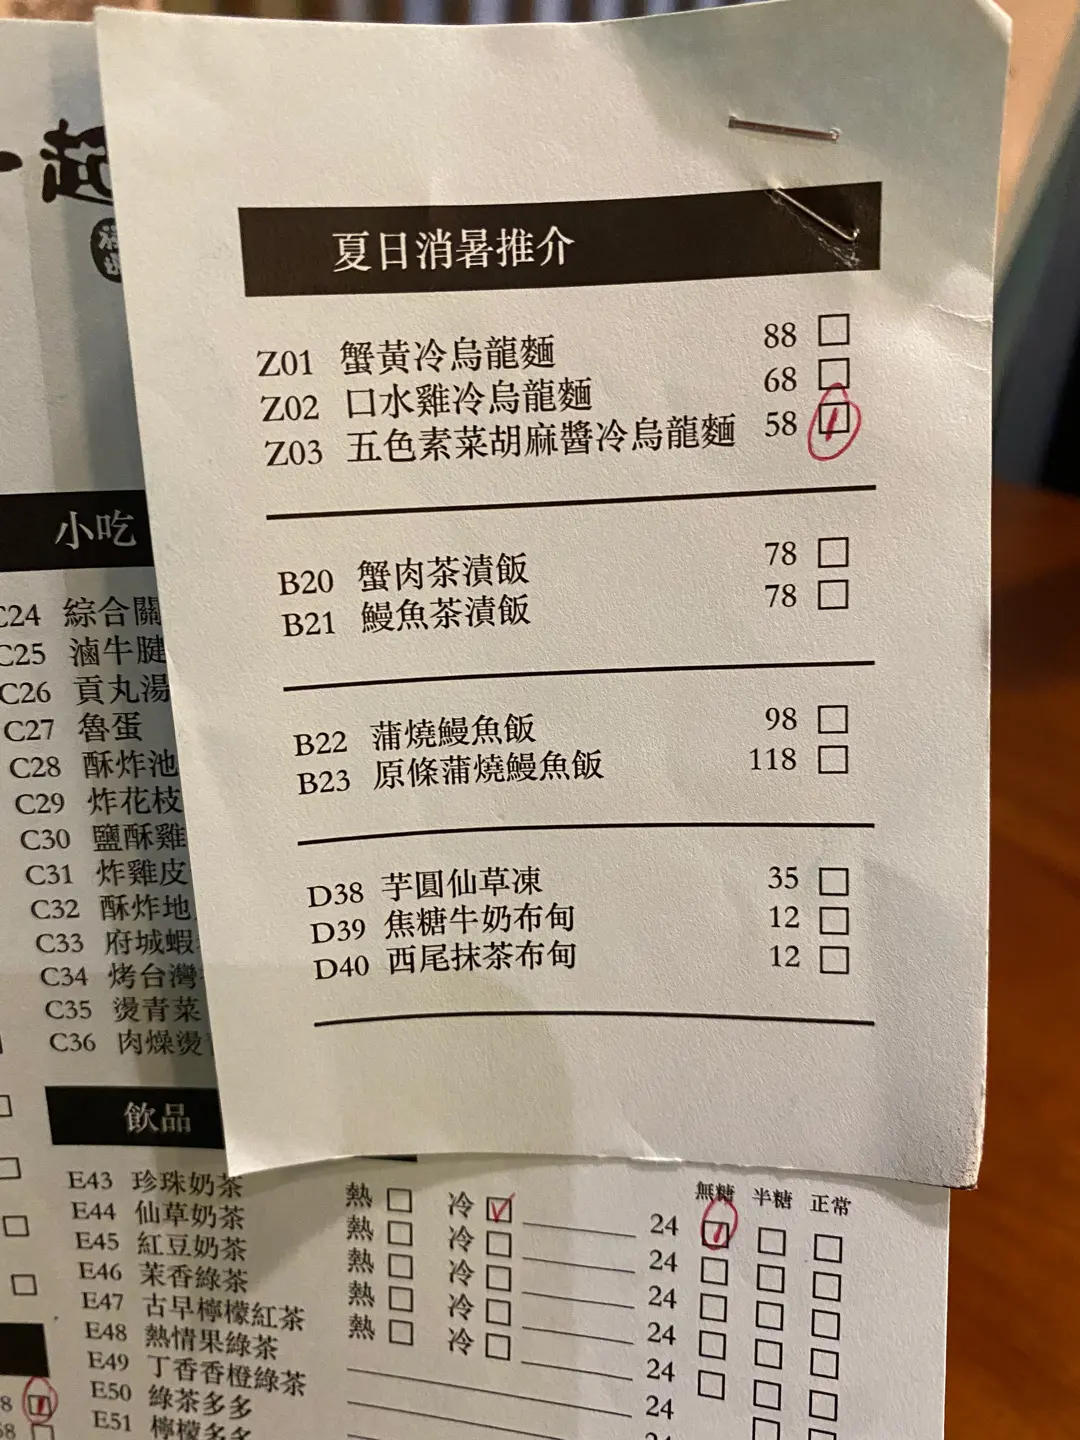 一起
夏日消暑推介
Z01 蟹黃冷烏龍麵 88
Z02 口水雞冷烏龍麵 68
Z03 五色素菜胡麻醬冷烏龍麵 58 1
B20 蟹肉茶漬飯 78
B21 鰻魚茶漬飯 78
B22 蒲燒鰻魚飯 98
B23 原條蒲燒鰻魚飯 118
D38 芋圓仙草凍 35
D39 焦糖牛奶布甸 12
D40 西尾抹茶布甸 12
小吃
C24 綜合關
C25 滷牛腱
C26 貢丸湯
C27 魯蛋
C28 酥炸池
C29 炸花枝
C30 鹽酥雞
C31 炸雞皮
C32 酥炸地
C33 府城蝦
C34 烤台灣
C35 燙青菜
C36 肉燥燙
飲品
無糖 半糖 正常
E43 珍珠奶茶 熱 冷 24 1
E44 仙草奶茶 熱 冷 24
E45 紅豆奶茶 熱 冷 24
E46 茉香綠茶 熱 冷 24
E47 古早檸檬紅茶 熱 冷 24
E48 熱情果綠茶 24
E49 丁香香橙綠茶
E50 綠茶多多
E51 檸檬多多